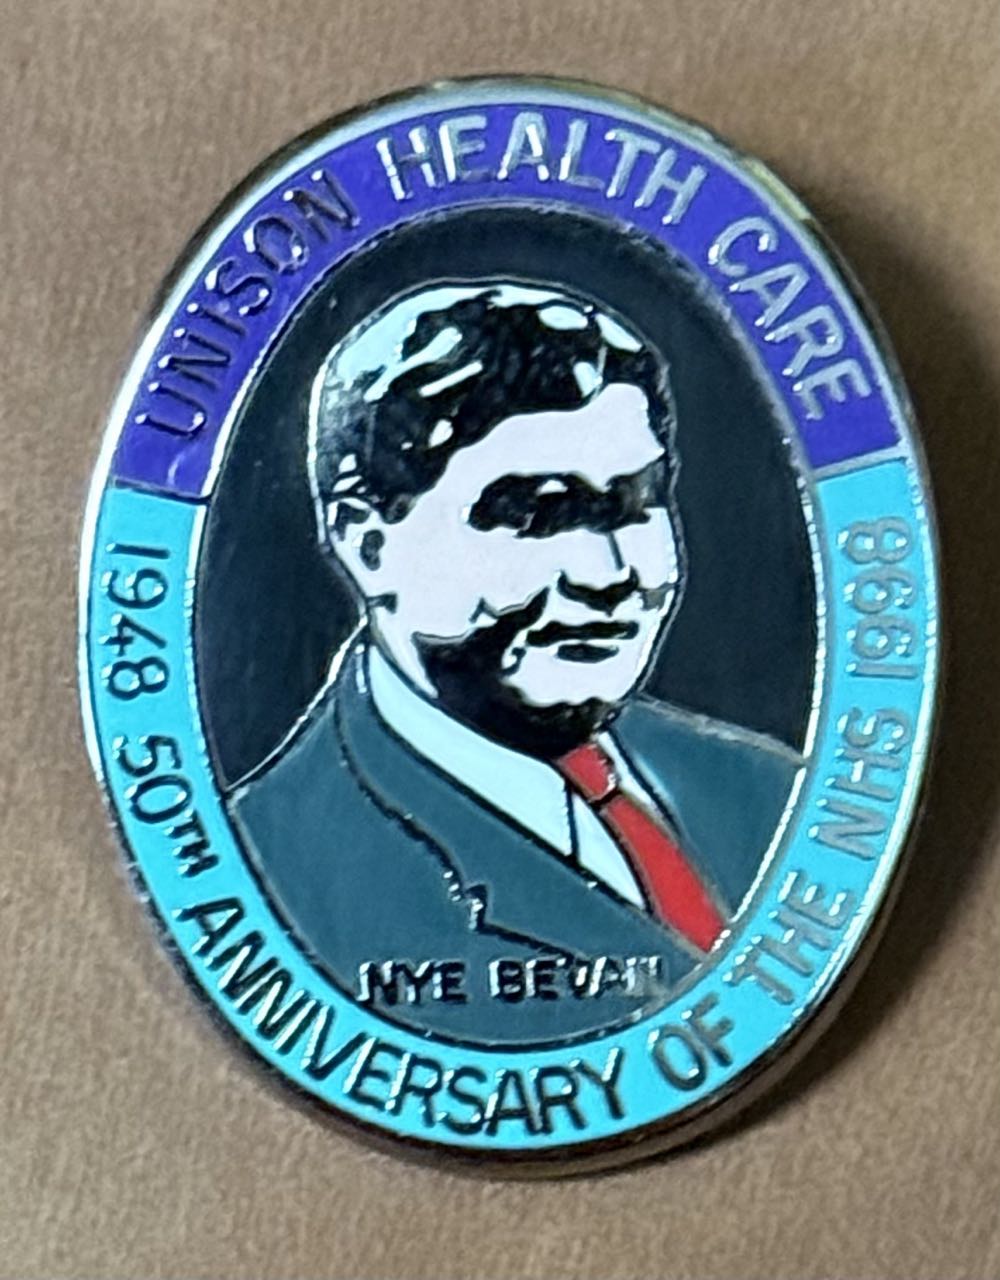 UNISON HEALTH CARE
1948 50TH ANNIVERSARY OF THE NHS 1998
NYE BEVAN